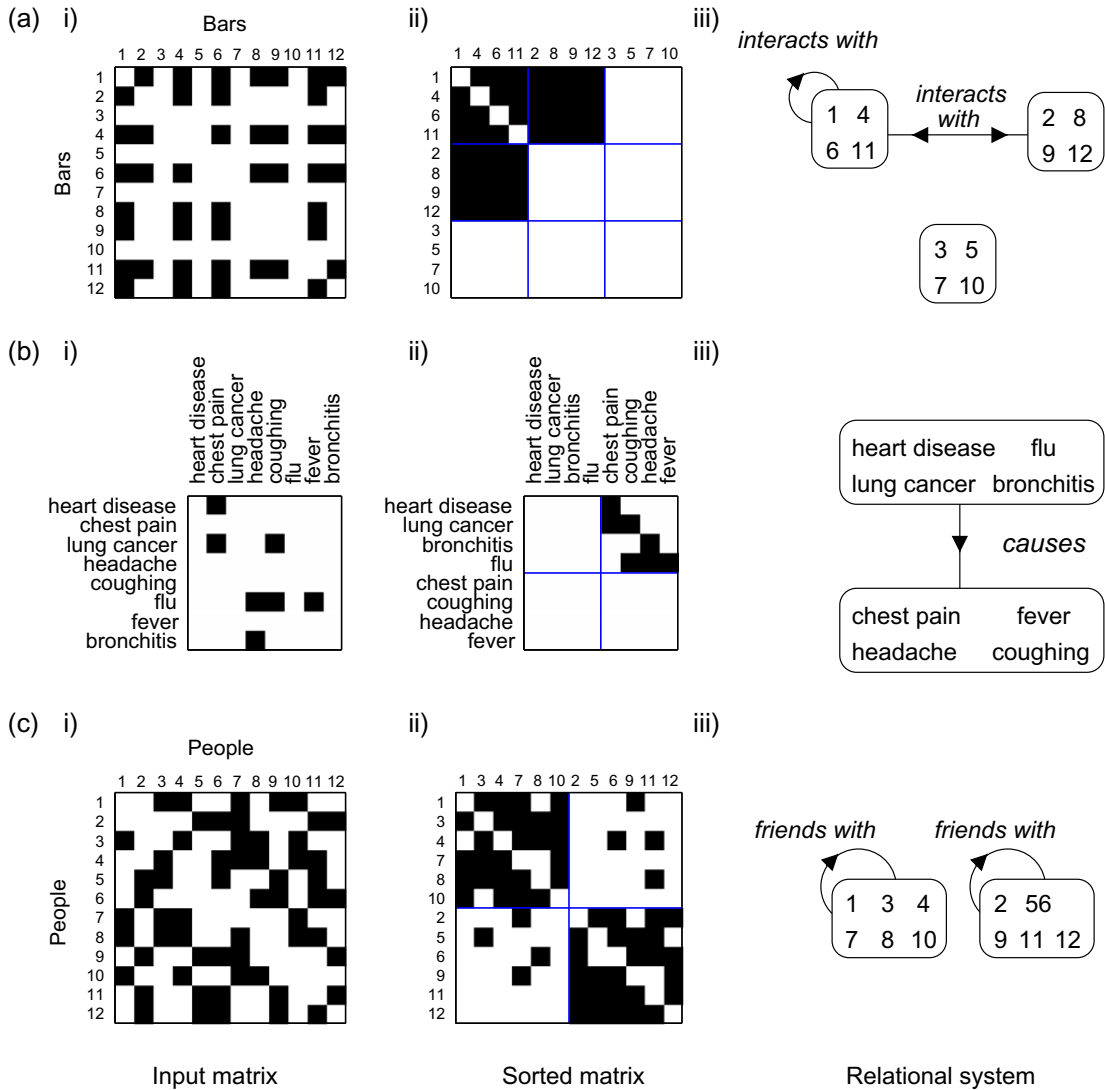 (a) i) ii) iii)
Bars
1 2 3 4 5 6 7 8 9 10 11 12
1 4 6 11 2 8 9 12 3 5 7 10
interacts with
Bars
1
2
3
4
5
6
7
8
9
10
11
12
1
4
6
11
2
8
9
12
3
5
7
10
1 4
6 11
interacts
with
2 8
9 12
3 5
7 10
(b) i) ii) iii)
heart disease
chest pain
lung cancer
headache
coughing
flu
fever
bronchitis
heart disease
lung cancer
bronchitis
flu
chest pain
coughing
headache
fever
heart disease
chest pain
lung cancer
headache
coughing
flu
fever
bronchitis
heart disease
lung cancer
bronchitis
flu
chest pain
coughing
headache
fever
heart disease flu
lung cancer bronchitis
causes
chest pain fever
headache coughing
(c) i) ii) iii)
People
1 2 3 4 5 6 7 8 9 10 11 12
1 3 4 7 8 10 2 5 6 9 11 12
People
1
2
3
4
5
6
7
8
9
10
11
12
1
3
4
7
8
10
2
5
6
9
11
12
friends with
1 3 4
7 8 10
friends with
2 56
9 11 12
Input matrix
Sorted matrix
Relational system